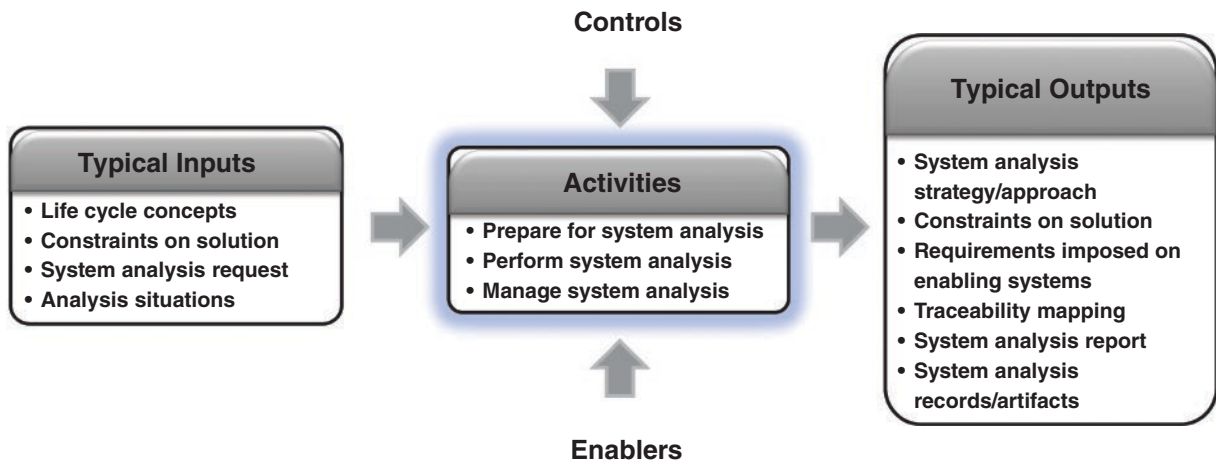 Controls
Typical Inputs
• Life cycle concepts
• Constraints on solution
• System analysis request
• Analysis situations
Activities
• Prepare for system analysis
• Perform system analysis
• Manage system analysis
Typical Outputs
• System analysis
strategy/approach
• Constraints on solution
• Requirements imposed on
enabling systems
• Traceability mapping
• System analysis report
• System analysis
records/artifacts
Enablers